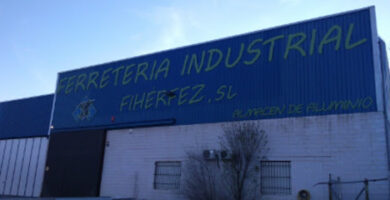 FERRETERIA INDUSTRIAL
FIHERFEZ, SL
ALMACEN DE ALUMINIO